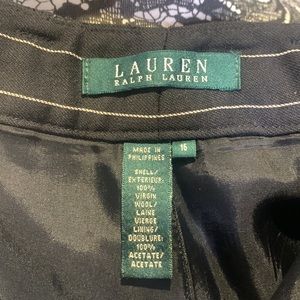 LAUREN
RALPH LAUREN
MADE IN
PHILIPPINES
16
SHELL/
EXTERIEUR:
100%
VIRGIN
WOOL/
LAINE
VIERGE
LINING/
DOUBLURE:
100%
ACETATE/
ACETATE